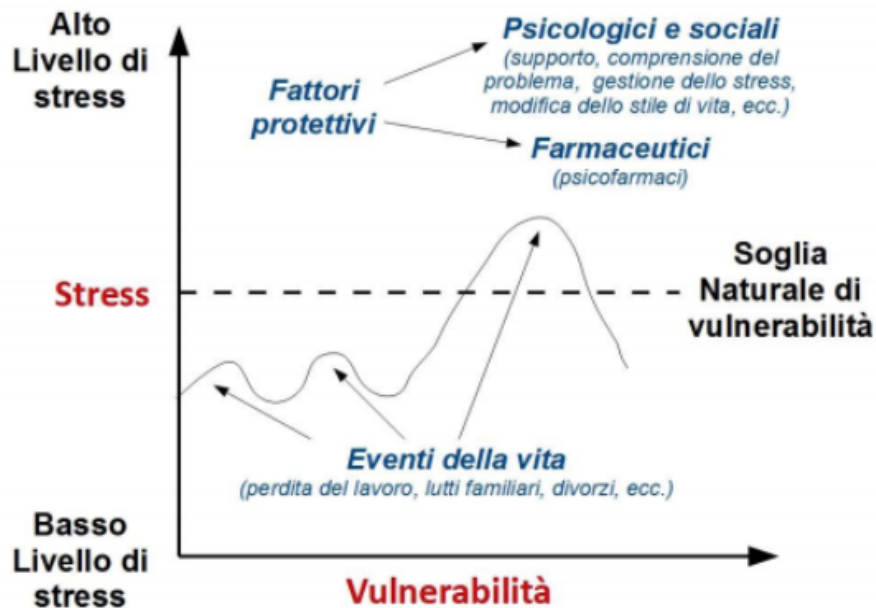 Alto
Livello di
stress
Psicologici e sociali
(supporto, comprensione del
problema, gestione dello stress,
modifica dello stile di vita, ecc.)
Fattori
protettivi
Farmaceutici
(psicofarmaci)
Stress
Soglia
Naturale di
vulnerabilità
Eventi della vita
(perdita del lavoro, lutti familiari, divorzi, ecc.)
Basso
Livello di
stress
Vulnerabilità